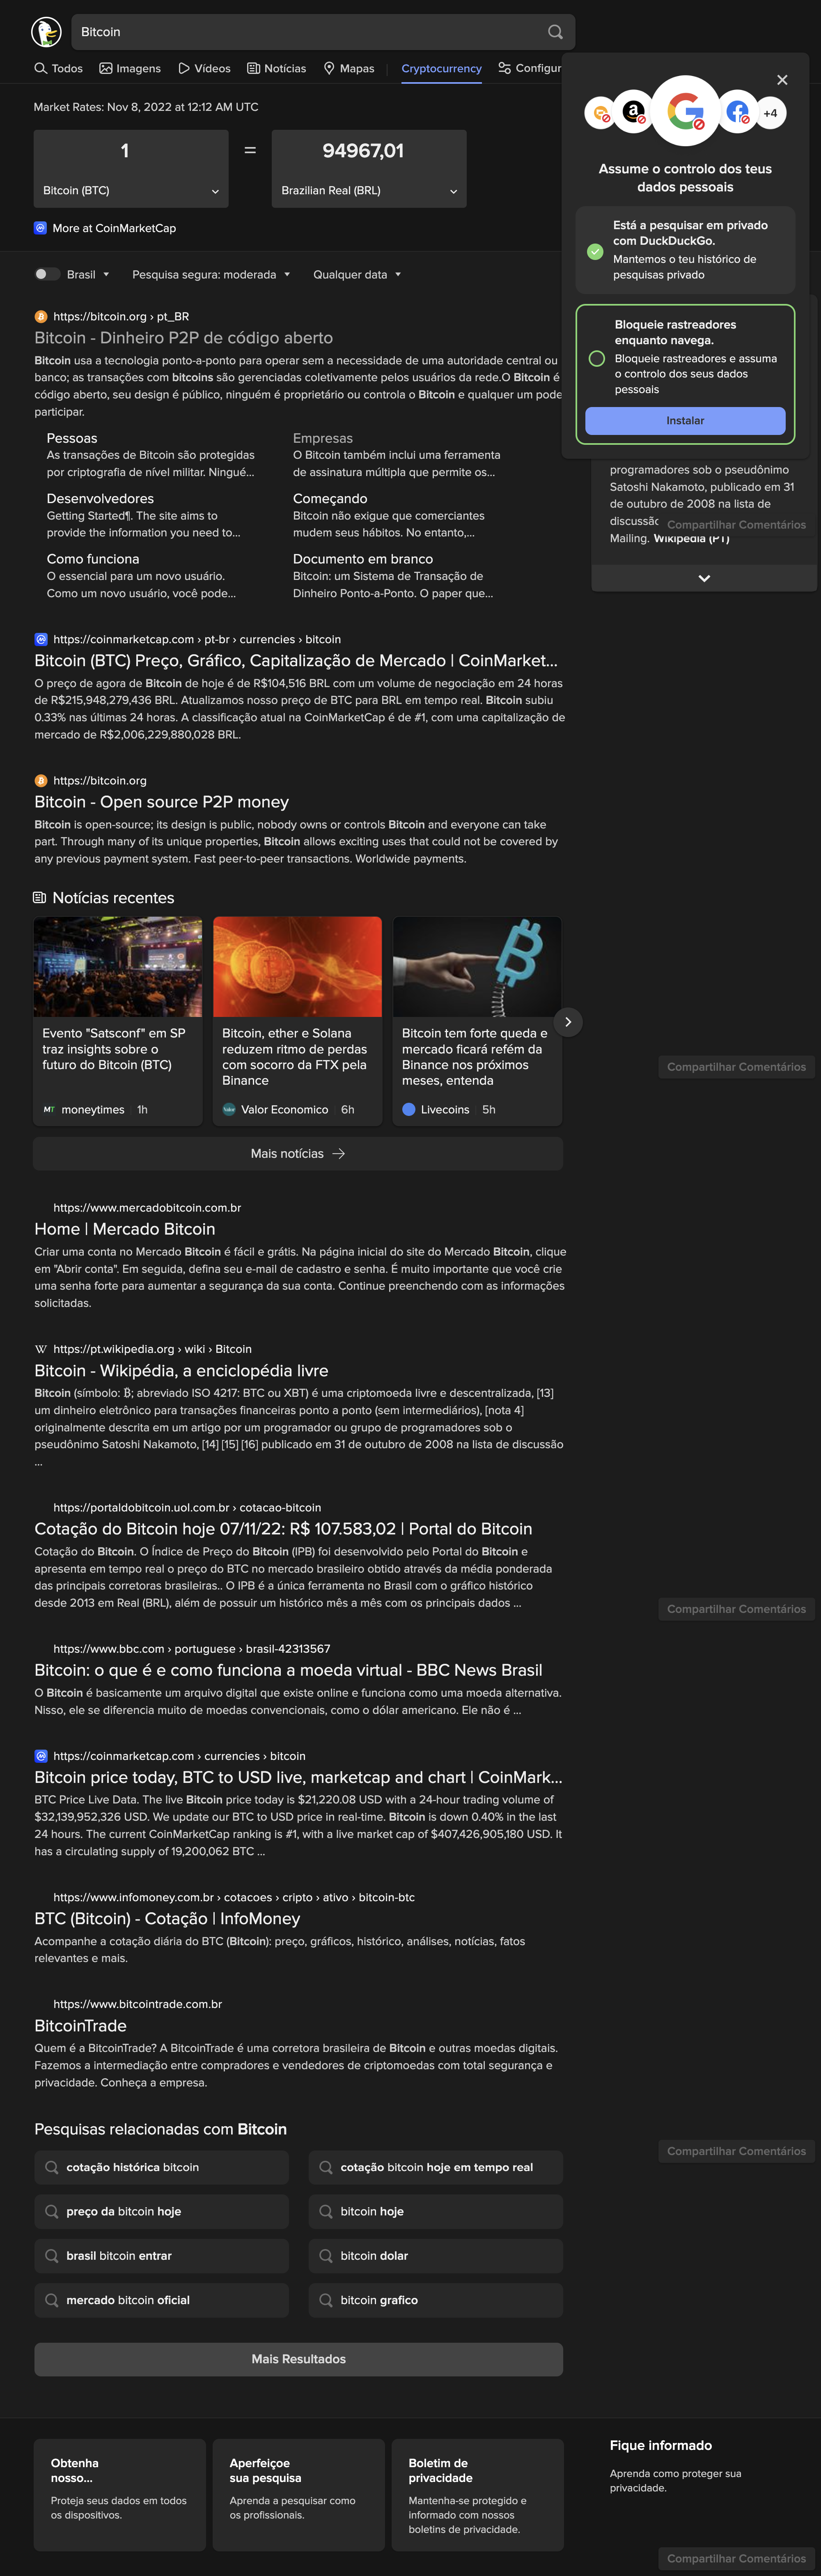 Bitcoin
Todos Imagens Vídeos Notícias Mapas Cryptocurrency Configur
Market Rates: Nov 8, 2022 at 12:12 AM UTC
1 = 94967,01
Bitcoin (BTC) Brazilian Real (BRL)
More at CoinMarketCap
Brasil Pesquisa segura: moderada Qualquer data
+4
Assume o controlo dos teus
dados pessoais
Está a pesquisar em privado
com DuckDuckGo.
Mantemos o teu histórico de
pesquisas privado
Bloqueie rastreadores
enquanto navega.
Bloqueie rastreadores e assuma
o controlo dos seus dados
pessoais
Instalar
programadores sob o pseudônimo
Satoshi Nakamoto, publicado em 31
de outubro de 2008 na lista de
discussão
Compartilhar Comentários
Mailing. Wikipedia (PT)
https://bitcoin.org › pt_BR
Bitcoin - Dinheiro P2P de código aberto
Bitcoin usa a tecnologia ponto-a-ponto para operar sem a necessidade de uma autoridade central ou
banco; as transações com bitcoins são gerenciadas coletivamente pelos usuários da rede.O Bitcoin é
código aberto, seu design é público, ninguém é proprietário ou controla o Bitcoin e qualquer um pode
participar.
Pessoas
As transações de Bitcoin são protegidas
por criptografia de nível militar. Ningué...
Empresas
O Bitcoin também inclui uma ferramenta
de assinatura múltipla que permite os...
Desenvolvedores
Getting Started¶. The site aims to
provide the information you need to...
Começando
Bitcoin não exigue que comerciantes
mudem seus hábitos. No entanto,...
Como funciona
O essencial para um novo usuário.
Como um novo usuário, você pode...
Documento em branco
Bitcoin: um Sistema de Transação de
Dinheiro Ponto-a-Ponto. O paper que...
https://coinmarketcap.com › pt-br › currencies › bitcoin
Bitcoin (BTC) Preço, Gráfico, Capitalização de Mercado | CoinMarket...
O preço de agora de Bitcoin de hoje é de R$104,516 BRL com um volume de negociação em 24 horas
de R$215,948,279,436 BRL. Atualizamos nosso preço de BTC para BRL em tempo real. Bitcoin subiu
0.33% nas últimas 24 horas. A classificação atual na CoinMarketCap é de #1, com uma capitalização de
mercado de R$2,006,229,880,028 BRL.
https://bitcoin.org
Bitcoin - Open source P2P money
Bitcoin is open-source; its design is public, nobody owns or controls Bitcoin and everyone can take
part. Through many of its unique properties, Bitcoin allows exciting uses that could not be covered by
any previous payment system. Fast peer-to-peer transactions. Worldwide payments.
Notícias recentes
Evento "Satsconf" em SP
traz insights sobre o
futuro do Bitcoin (BTC)
MT moneytimes 1h
Bitcoin, ether e Solana
reduzem ritmo de perdas
com socorro da FTX pela
Binance
Valor Economico 6h
Bitcoin tem forte queda e
mercado ficará refém da
Binance nos próximos
meses, entenda
Livecoins 5h
Compartilhar Comentários
Mais notícias
https://www.mercadobitcoin.com.br
Home | Mercado Bitcoin
Criar uma conta no Mercado Bitcoin é fácil e grátis. Na página inicial do site do Mercado Bitcoin, clique
em "Abrir conta". Em seguida, defina seu e-mail de cadastro e senha. É muito importante que você crie
uma senha forte para aumentar a segurança da sua conta. Continue preenchendo com as informações
solicitadas.
W https://pt.wikipedia.org › wiki › Bitcoin
Bitcoin - Wikipédia, a enciclopédia livre
Bitcoin (símbolo: ₿; abreviado ISO 4217: BTC ou XBT) é uma criptomoeda livre e descentralizada, [13]
um dinheiro eletrônico para transações financeiras ponto a ponto (sem intermediários), [nota 4]
originalmente descrita em um artigo por um programador ou grupo de programadores sob o
pseudônimo Satoshi Nakamoto, [14] [15] [16] publicado em 31 de outubro de 2008 na lista de discussão
...
https://portaldobitcoin.uol.com.br › cotacao-bitcoin
Cotação do Bitcoin hoje 07/11/22: R$ 107.583,02 | Portal do Bitcoin
Cotação do Bitcoin. O Índice de Preço do Bitcoin (IPB) foi desenvolvido pelo Portal do Bitcoin e
apresenta em tempo real o preço do BTC no mercado brasileiro obtido através da média ponderada
das principais corretoras brasileiras.. O IPB é a única ferramenta no Brasil com o gráfico histórico
desde 2013 em Real (BRL), além de possuir um histórico mês a mês com os principais dados ...
Compartilhar Comentários
https://www.bbc.com › portuguese › brasil-42313567
Bitcoin: o que é e como funciona a moeda virtual - BBC News Brasil
O Bitcoin é basicamente um arquivo digital que existe online e funciona como uma moeda alternativa.
Nisso, ele se diferencia muito de moedas convencionais, como o dólar americano. Ele não é ...
https://coinmarketcap.com › currencies › bitcoin
Bitcoin price today, BTC to USD live, marketcap and chart | CoinMark...
BTC Price Live Data. The live Bitcoin price today is $21,220.08 USD with a 24-hour trading volume of
$32,139,952,326 USD. We update our BTC to USD price in real-time. Bitcoin is down 0.40% in the last
24 hours. The current CoinMarketCap ranking is #1, with a live market cap of $407,426,905,180 USD. It
has a circulating supply of 19,200,062 BTC ...
https://www.infomoney.com.br › cotacoes › cripto › ativo › bitcoin-btc
BTC (Bitcoin) - Cotação | InfoMoney
Acompanhe a cotação diária do BTC (Bitcoin): preço, gráficos, histórico, análises, notícias, fatos
relevantes e mais.
https://www.bitcointrade.com.br
BitcoinTrade
Quem é a BitcoinTrade? A BitcoinTrade é uma corretora brasileira de Bitcoin e outras moedas digitais.
Fazemos a intermediação entre compradores e vendedores de criptomoedas com total segurança e
privacidade. Conheça a empresa.
Pesquisas relacionadas com Bitcoin
Compartilhar Comentários
cotação histórica bitcoin
cotação bitcoin hoje em tempo real
preço da bitcoin hoje
bitcoin hoje
brasil bitcoin entrar
bitcoin dolar
mercado bitcoin oficial
bitcoin grafico
Mais Resultados
Obtenha
nosso...
Proteja seus dados em todos
os dispositivos.
Aperfeiçoe
sua pesquisa
Aprenda a pesquisar como
os profissionais.
Boletim de
privacidade
Mantenha-se protegido e
informado com nossos
boletins de privacidade.
Fique informado
Aprenda como proteger sua
privacidade.
Compartilhar Comentários